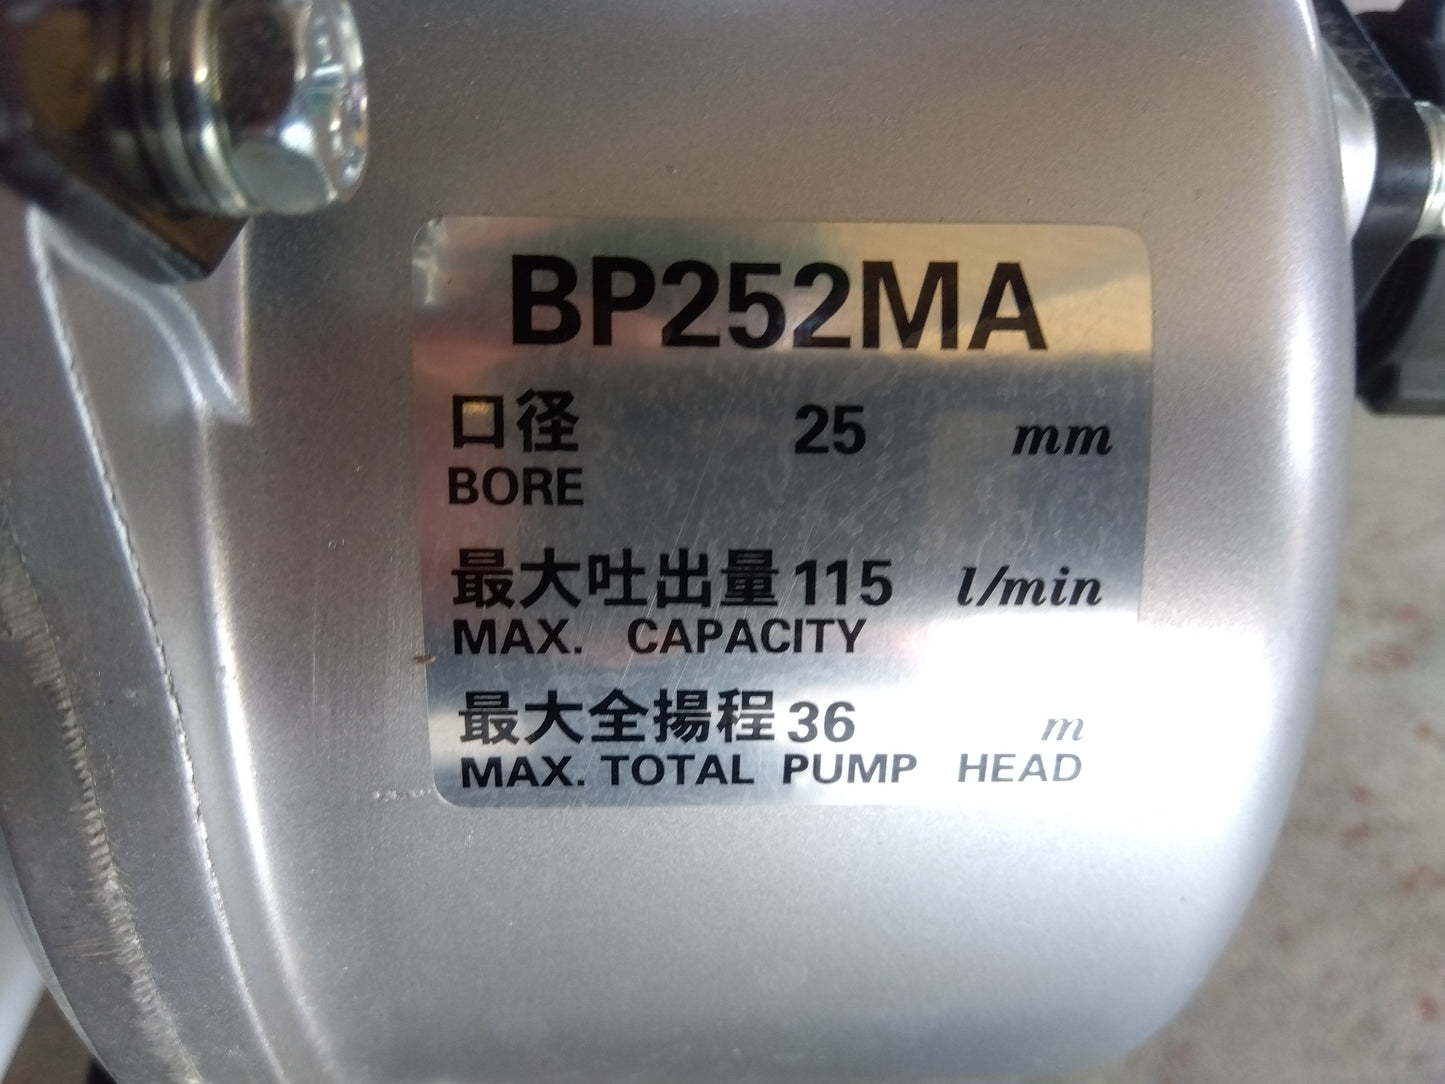 BP252MA
口径 25 mm
BORE
最大吐出量 115 l/min
MAX. CAPACITY
最大全揚程 36 m
MAX. TOTAL PUMP HEAD